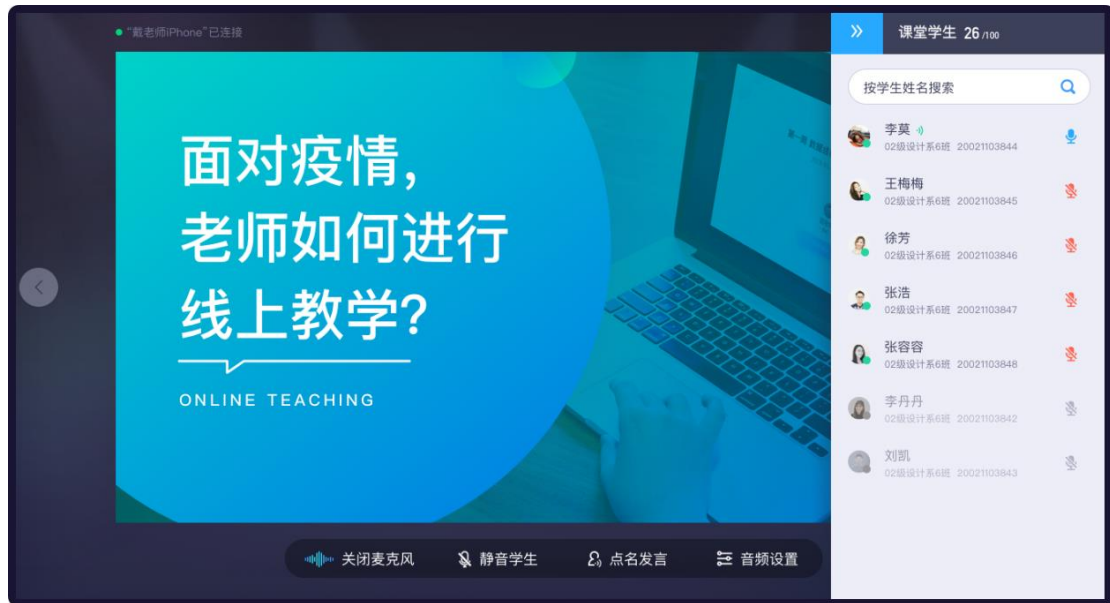 “戴老师iPhone”已连接
面对疫情，
老师如何进行
线上教学？
ONLINE TEACHING
关闭麦克风
静音学生
点名发言
音频设置
课堂学生 26/100
按学生姓名搜索
李莫
02级设计系6班 20021103844
王梅梅
02级设计系6班 20021103845
徐芳
02级设计系6班 20021103846
张浩
02级设计系6班 20021103847
张容容
02级设计系6班 20021103848
李丹丹
02级设计系6班 20021103842
刘凯
02级设计系6班 20021103843